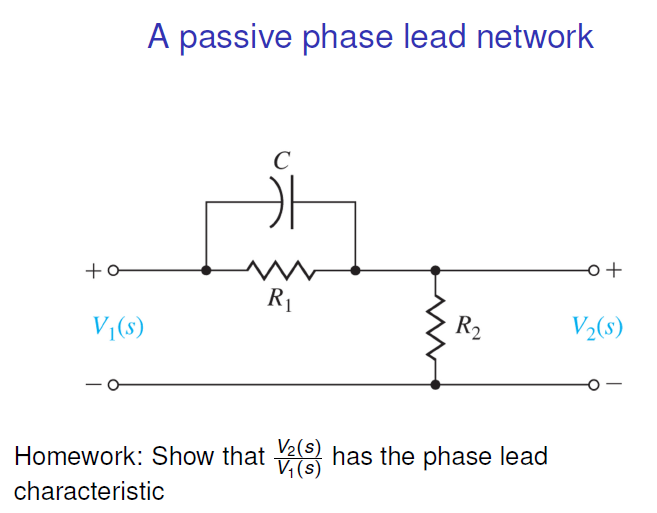 A passive phase lead network
C
+ +
R₁
V₁(s) R₂ V₂(s)
− −
Homework: Show that V₂(s)/V₁(s) has the phase lead
characteristic